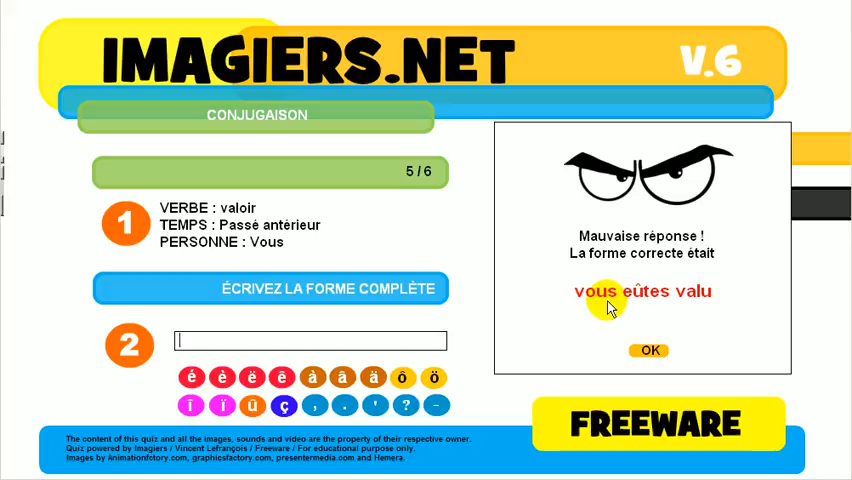 IMAGIERS.NET
V.6
CONJUGAISON
5 / 6
1
VERBE : valoir
TEMPS : Passé antérieur
PERSONNE : Vous
ÉCRIVEZ LA FORME COMPLÈTE
2
é è ë ê à â ä ô ö
î ï û ç , . ' ? -
Mauvaise réponse !
La forme correcte était
vous eûtes valu
OK
FREEWARE
The content of this quiz and all the images, sounds and video are the property of their respective owner.
Quiz powered by Imagiers / Vincent Lefrançois / Freeware / For educational purpose only.
Images by Animationfctory.com, graphicsfactory.com, presentermedia.com and Hemera.